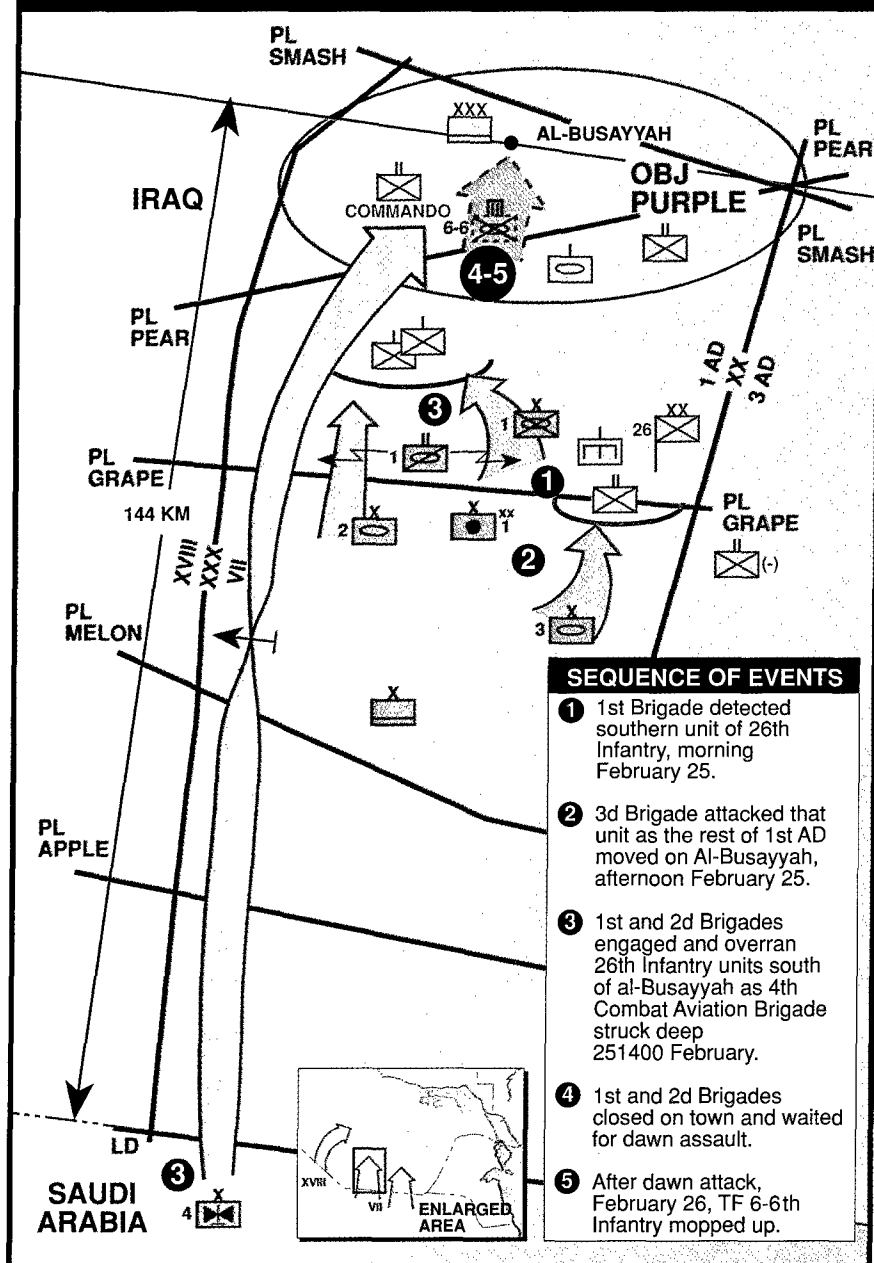 PL
SMASH
XXX
AL-BUSAYYAH
PL
PEAR
OBJ
PURPLE
IRAQ
II
COMMANDO
6-6
II
PL
SMASH
4-5
I
PL
PEAR
I
I
1 AD
XX
3 AD
3
X
1
XX
26
II
1
PL
GRAPE
1
II
PL
GRAPE
144 KM
X
2
X
XX
1
2
II
(-)
XVIII
XXX
VII
X
3
PL
MELON
X
SEQUENCE OF EVENTS
1 1st Brigade detected
southern unit of 26th
Infantry, morning
February 25.
2 3d Brigade attacked that
unit as the rest of 1st AD
moved on Al-Busayyah,
afternoon February 25.
3 1st and 2d Brigades
engaged and overran
26th Infantry units south
of al-Busayyah as 4th
Combat Aviation Brigade
struck deep
251400 February.
4 1st and 2d Brigades
closed on town and waited
for dawn assault.
5 After dawn attack,
February 26, TF 6-6th
Infantry mopped up.
PL
APPLE
LD
3
SAUDI
ARABIA
X
4
XVIII
VII
ENLARGED
AREA